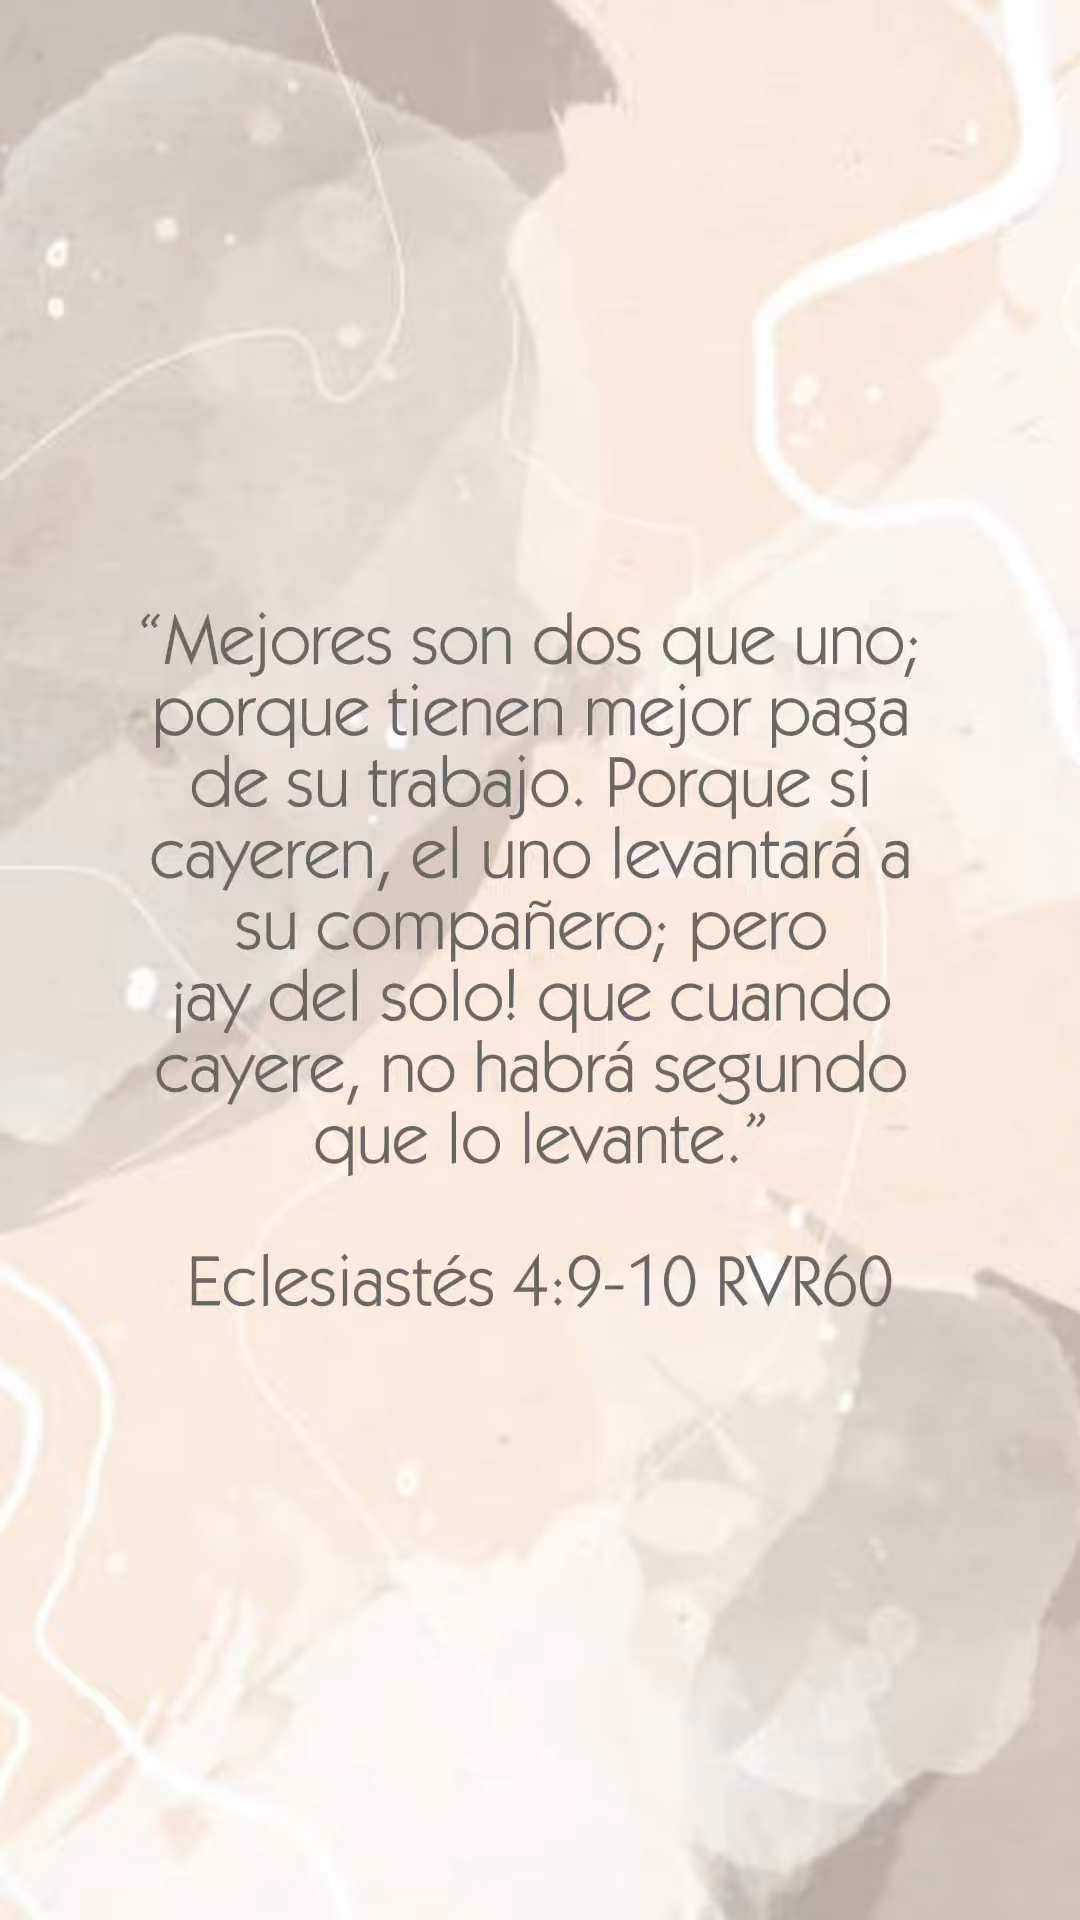 “Mejores son dos que uno;
porque tienen mejor paga
de su trabajo. Porque si
cayeren, el uno levantará a
su compañero; pero
¡ay del solo! que cuando
cayere, no habrá segundo
que lo levante.”
Eclesiastés 4:9-10 RVR60